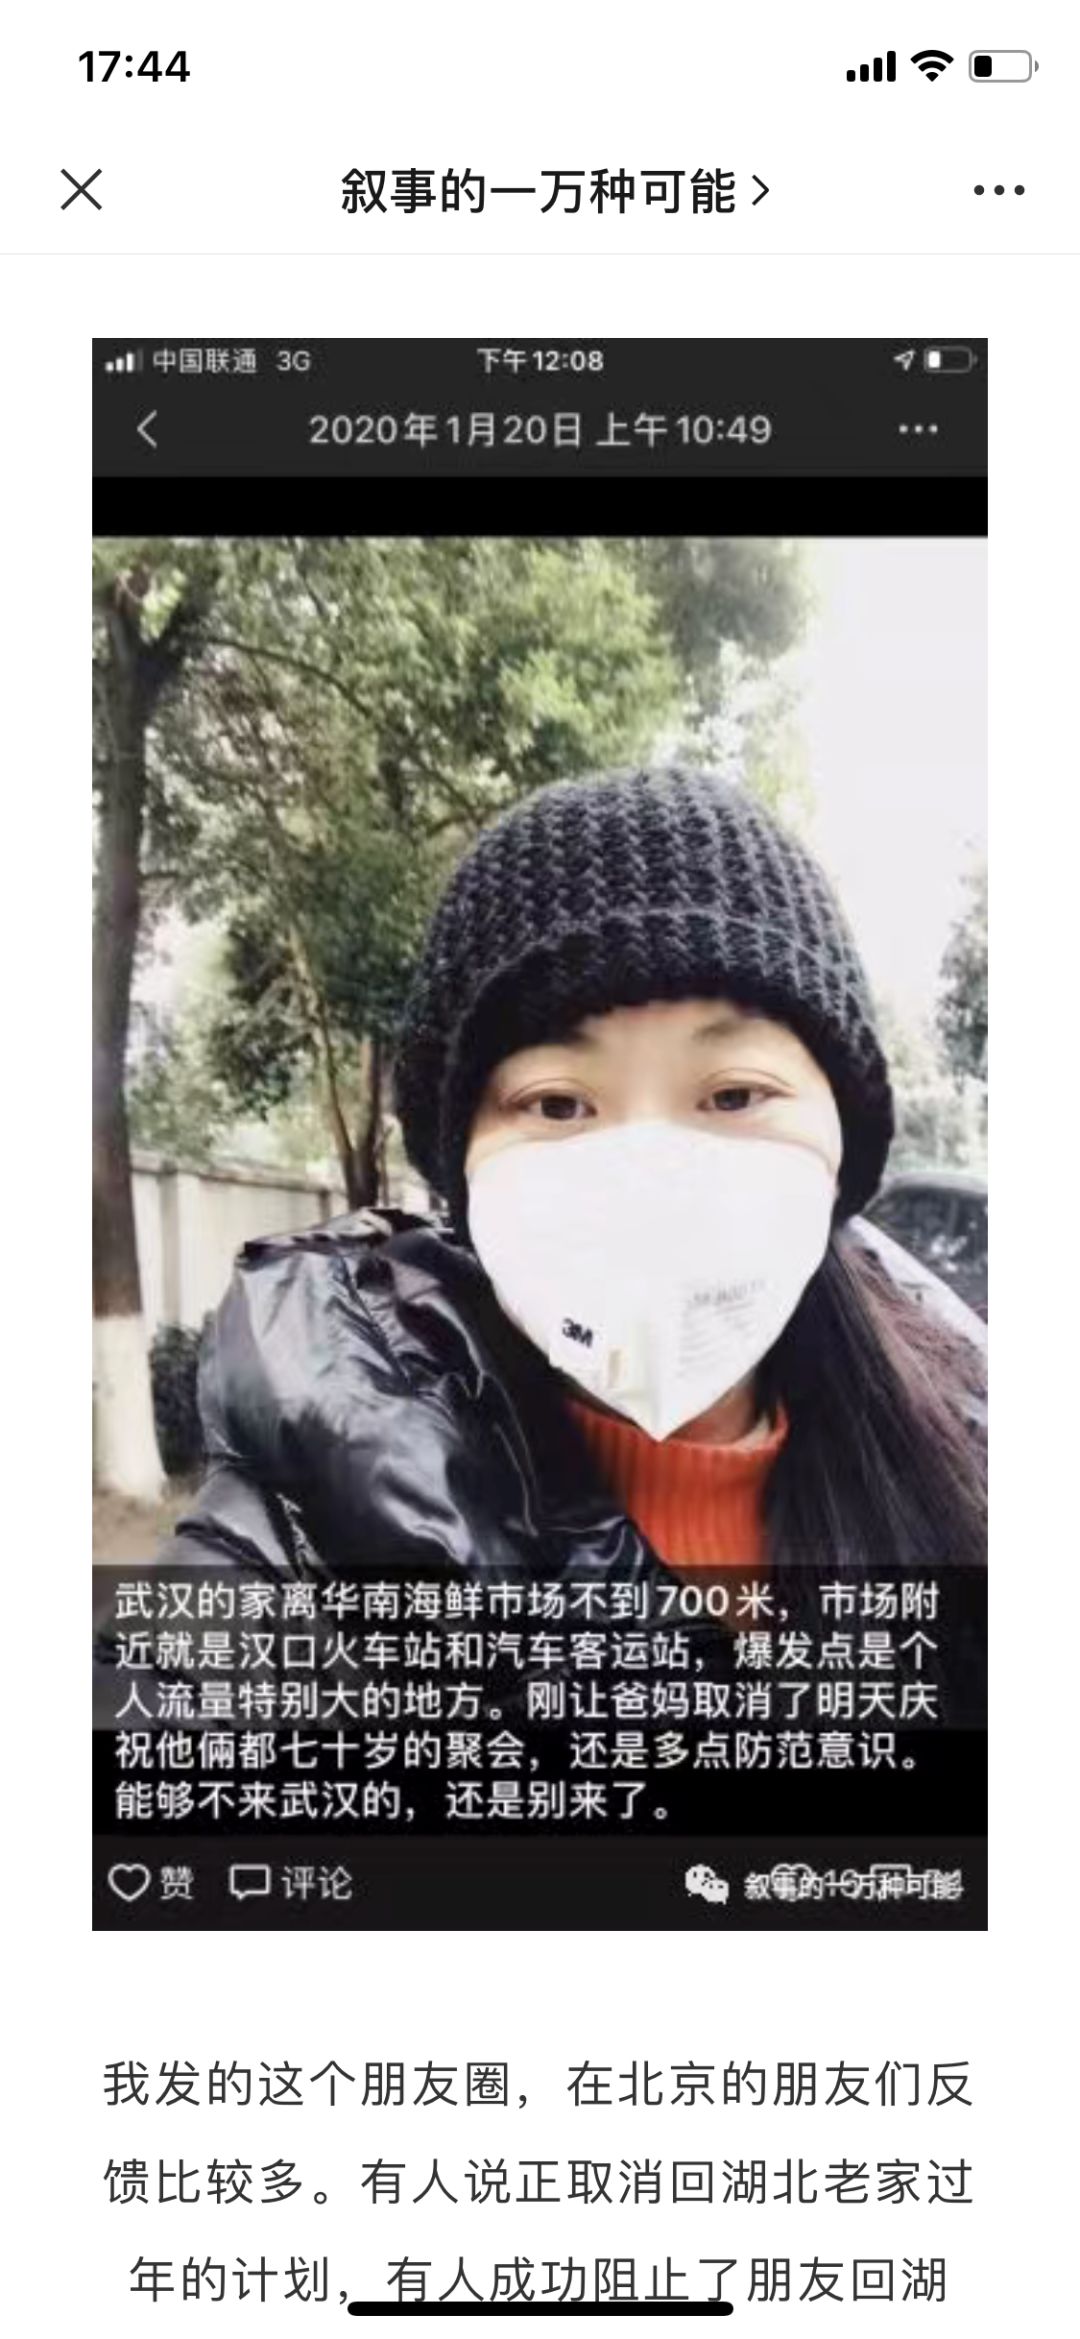 17:44
叙事的一万种可能
中国联通 3G
下午12:08
2020年1月20日 上午10:49
3M
武汉的家离华南海鲜市场不到700米，市场附
近就是汉口火车站和汽车客运站，爆发点是个
人流量特别大的地方。刚让爸妈取消了明天庆
祝他俩都七十岁的聚会，还是多点防范意识。
能够不来武汉的，还是别来了。
赞 评论
叙事的一万种可能
我发的这个朋友圈，在北京的朋友们反
馈比较多。有人说正取消回湖北老家过
年的计划，有人成功阻止了朋友回湖